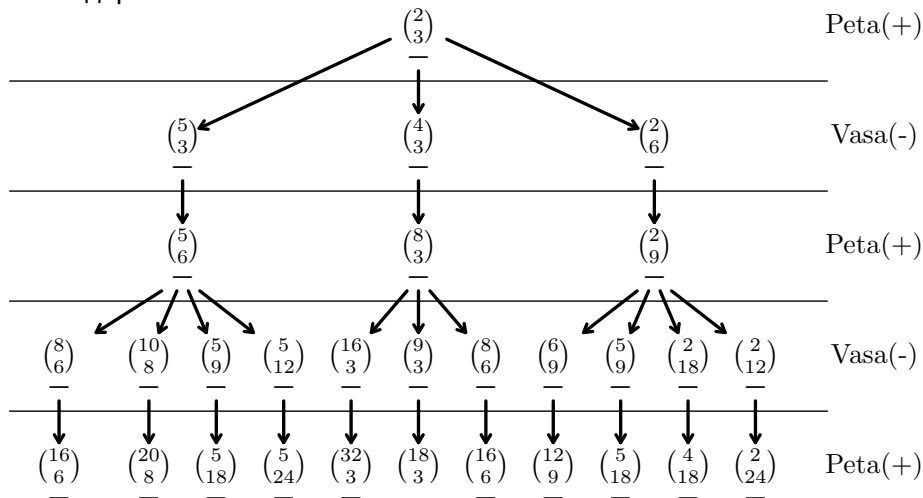 (2 3) Peta(+)
(5 3) (4 3) (2 6) Vasa(-)
(5 6) (8 3) (2 9) Peta(+)
(8 6) (10 8) (5 9) (5 12) (16 3) (9 3) (8 6) (6 9) (5 9) (2 18) (2 12) Vasa(-)
(16 6) (20 8) (5 18) (5 24) (32 3) (18 3) (16 6) (12 9) (5 18) (4 18) (2 24) Peta(+)